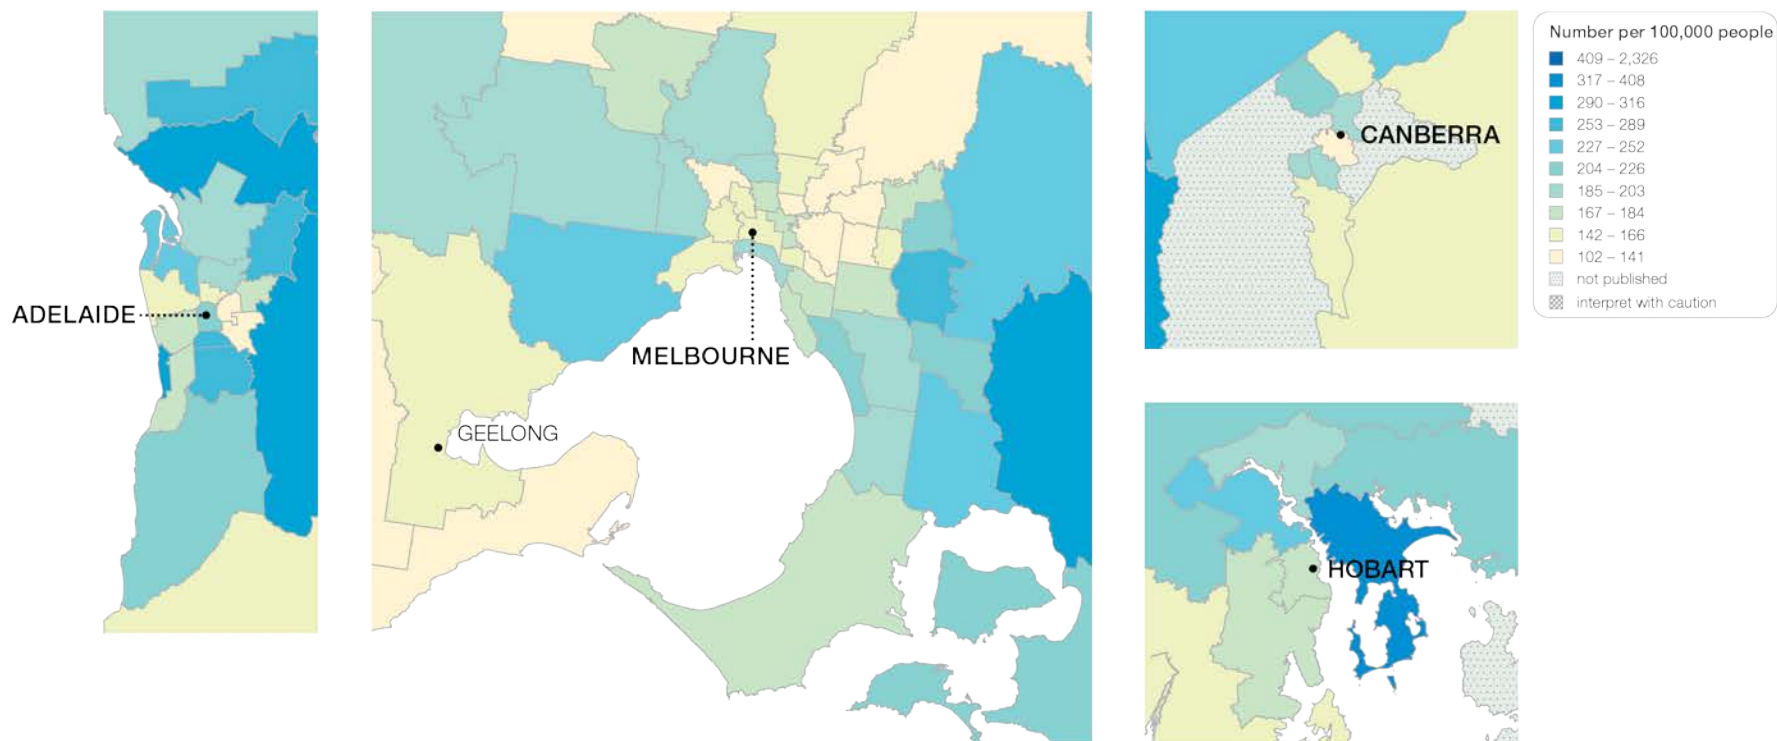 ADELAIDE
MELBOURNE
GEELONG
CANBERRA
HOBART
Number per 100,000 people
409 – 2,326
317 – 408
290 – 316
253 – 289
227 – 252
204 – 226
185 – 203
167 – 184
142 – 166
102 – 141
not published
interpret with caution